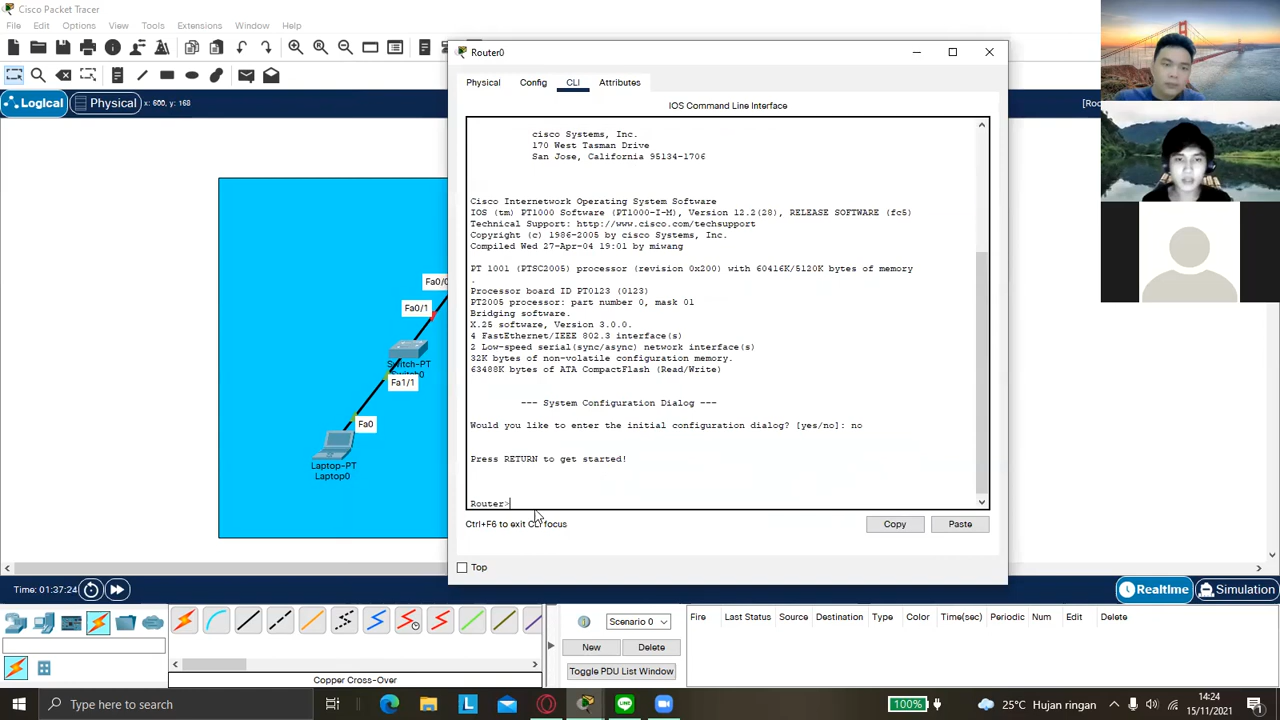 Cisco Packet Tracer
File Edit Options View Tools Extensions Window Help
Logical
Physical
x: 600, y: 168
[Roo
Router0
Physical Config CLI Attributes
IOS Command Line Interface
cisco Systems, Inc.
170 West Tasman Drive
San Jose, California 95134-1706
Cisco Internetwork Operating System Software
IOS (tm) PT1000 Software (PT1000-I-M), Version 12.2(28), RELEASE SOFTWARE (fc5)
Technical Support: http://www.cisco.com/techsupport
Copyright (c) 1986-2005 by cisco Systems, Inc.
Compiled Wed 27-Apr-04 19:01 by miwang
PT 1001 (PTSC2005) processor (revision 0x200) with 60416K/5120K bytes of memory
.
Processor board ID PT0123 (0123)
PT2005 processor: part number 0, mask 01
Bridging software.
X.25 software, Version 3.0.0.
4 FastEthernet/IEEE 802.3 interface(s)
2 Low-speed serial(sync/async) network interface(s)
32K bytes of non-volatile configuration memory.
63488K bytes of ATA CompactFlash (Read/Write)
--- System Configuration Dialog ---
Would you like to enter the initial configuration dialog? [yes/no]: no
Press RETURN to get started!
Router>
Ctrl+F6 to exit CLI focus
Copy
Paste
Top
Fa0/0
Fa0/1
Switch-PT
Switch0
Fa1/1
Fa0
Laptop-PT
Laptop0
Time: 01:37:24
Realtime
Simulation
Scenario 0
New
Delete
Toggle PDU List Window
Fire Last Status Source Destination Type Color Time(sec) Periodic Num Edit Delete
Copper Cross-Over
Type here to search
100%
25°C Hujan ringan
14:24
15/11/2021